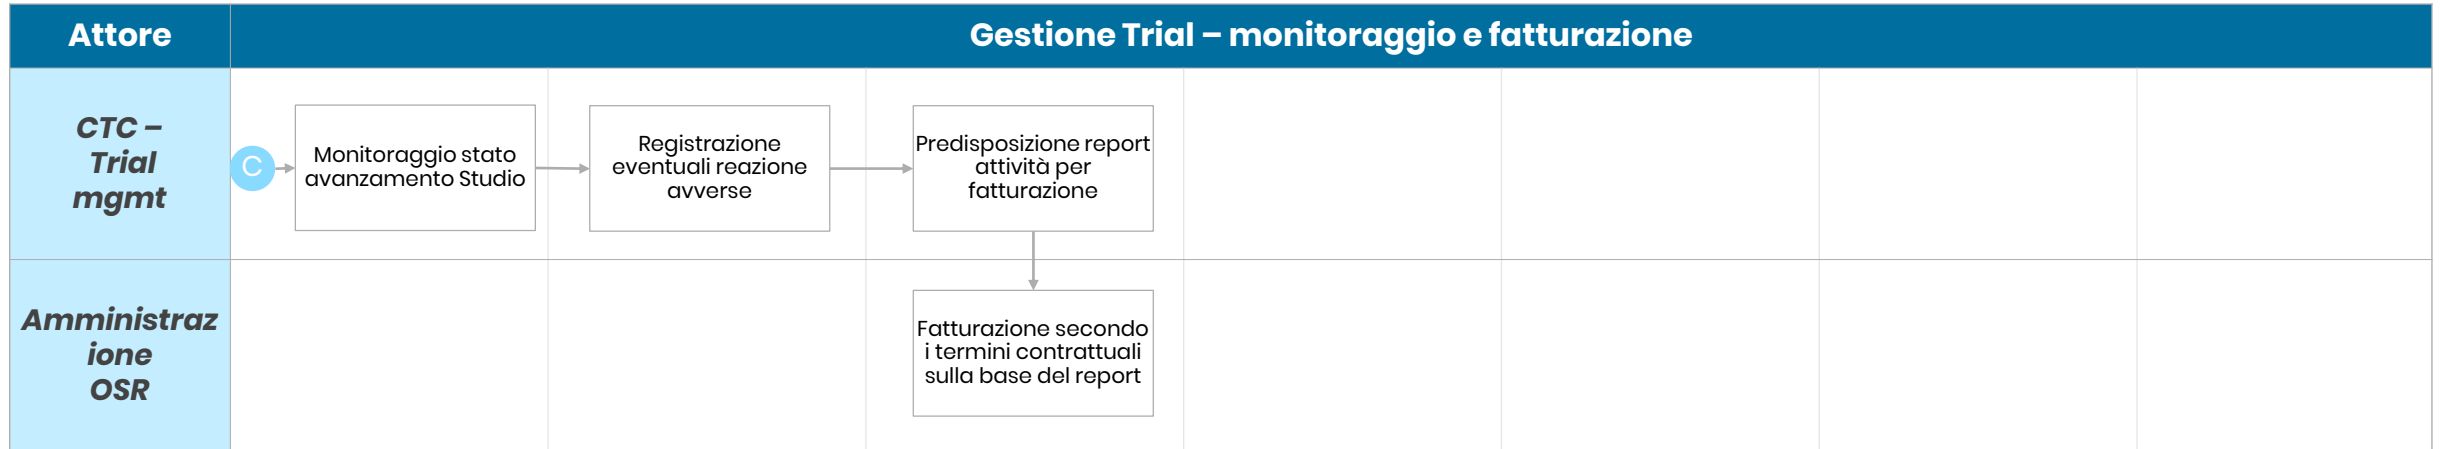 Attore
Gestione Trial – monitoraggio e fatturazione
CTC –
Trial
mgmt
C
Monitoraggio stato
avanzamento Studio
Registrazione
eventuali reazione
avverse
Predisposizione report
attività per
fatturazione
Amministraz
ione
OSR
Fatturazione secondo
i termini contrattuali
sulla base del report